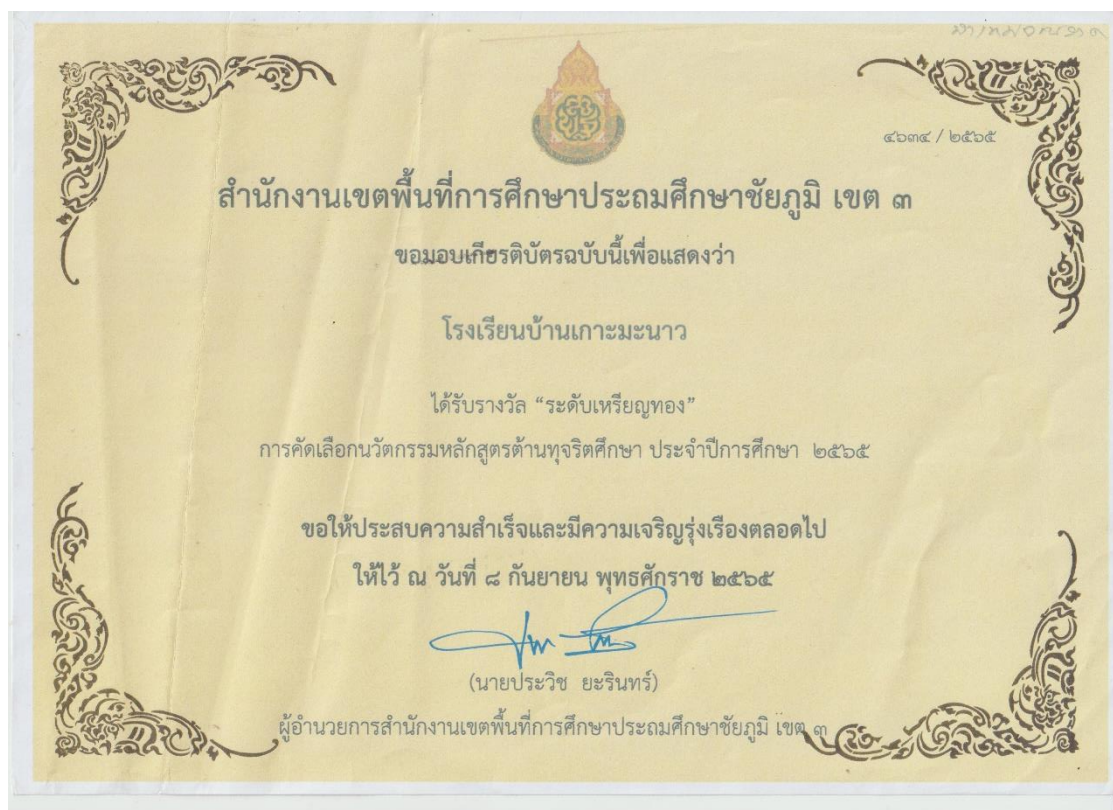 ๔๖๓๔ / ๒๕๖๕
สำนักงานเขตพื้นที่การศึกษาประถมศึกษาชัยภูมิ เขต ๓
ขอมอบเกียรติบัตรฉบับนี้เพื่อแสดงว่า
โรงเรียนบ้านเกาะมะนาว
ได้รับรางวัล “ระดับเหรียญทอง”
การคัดเลือกนวัตกรรมหลักสูตรต้านทุจริตศึกษา ประจำปีการศึกษา ๒๕๖๕
ขอให้ประสบความสำเร็จและมีความเจริญรุ่งเรืองตลอดไป
ให้ไว้ ณ วันที่ ๘ กันยายน พุทธศักราช ๒๕๖๕
(นายประวิช ยะรินทร์)
ผู้อำนวยการสำนักงานเขตพื้นที่การศึกษาประถมศึกษาชัยภูมิ เขต ๓